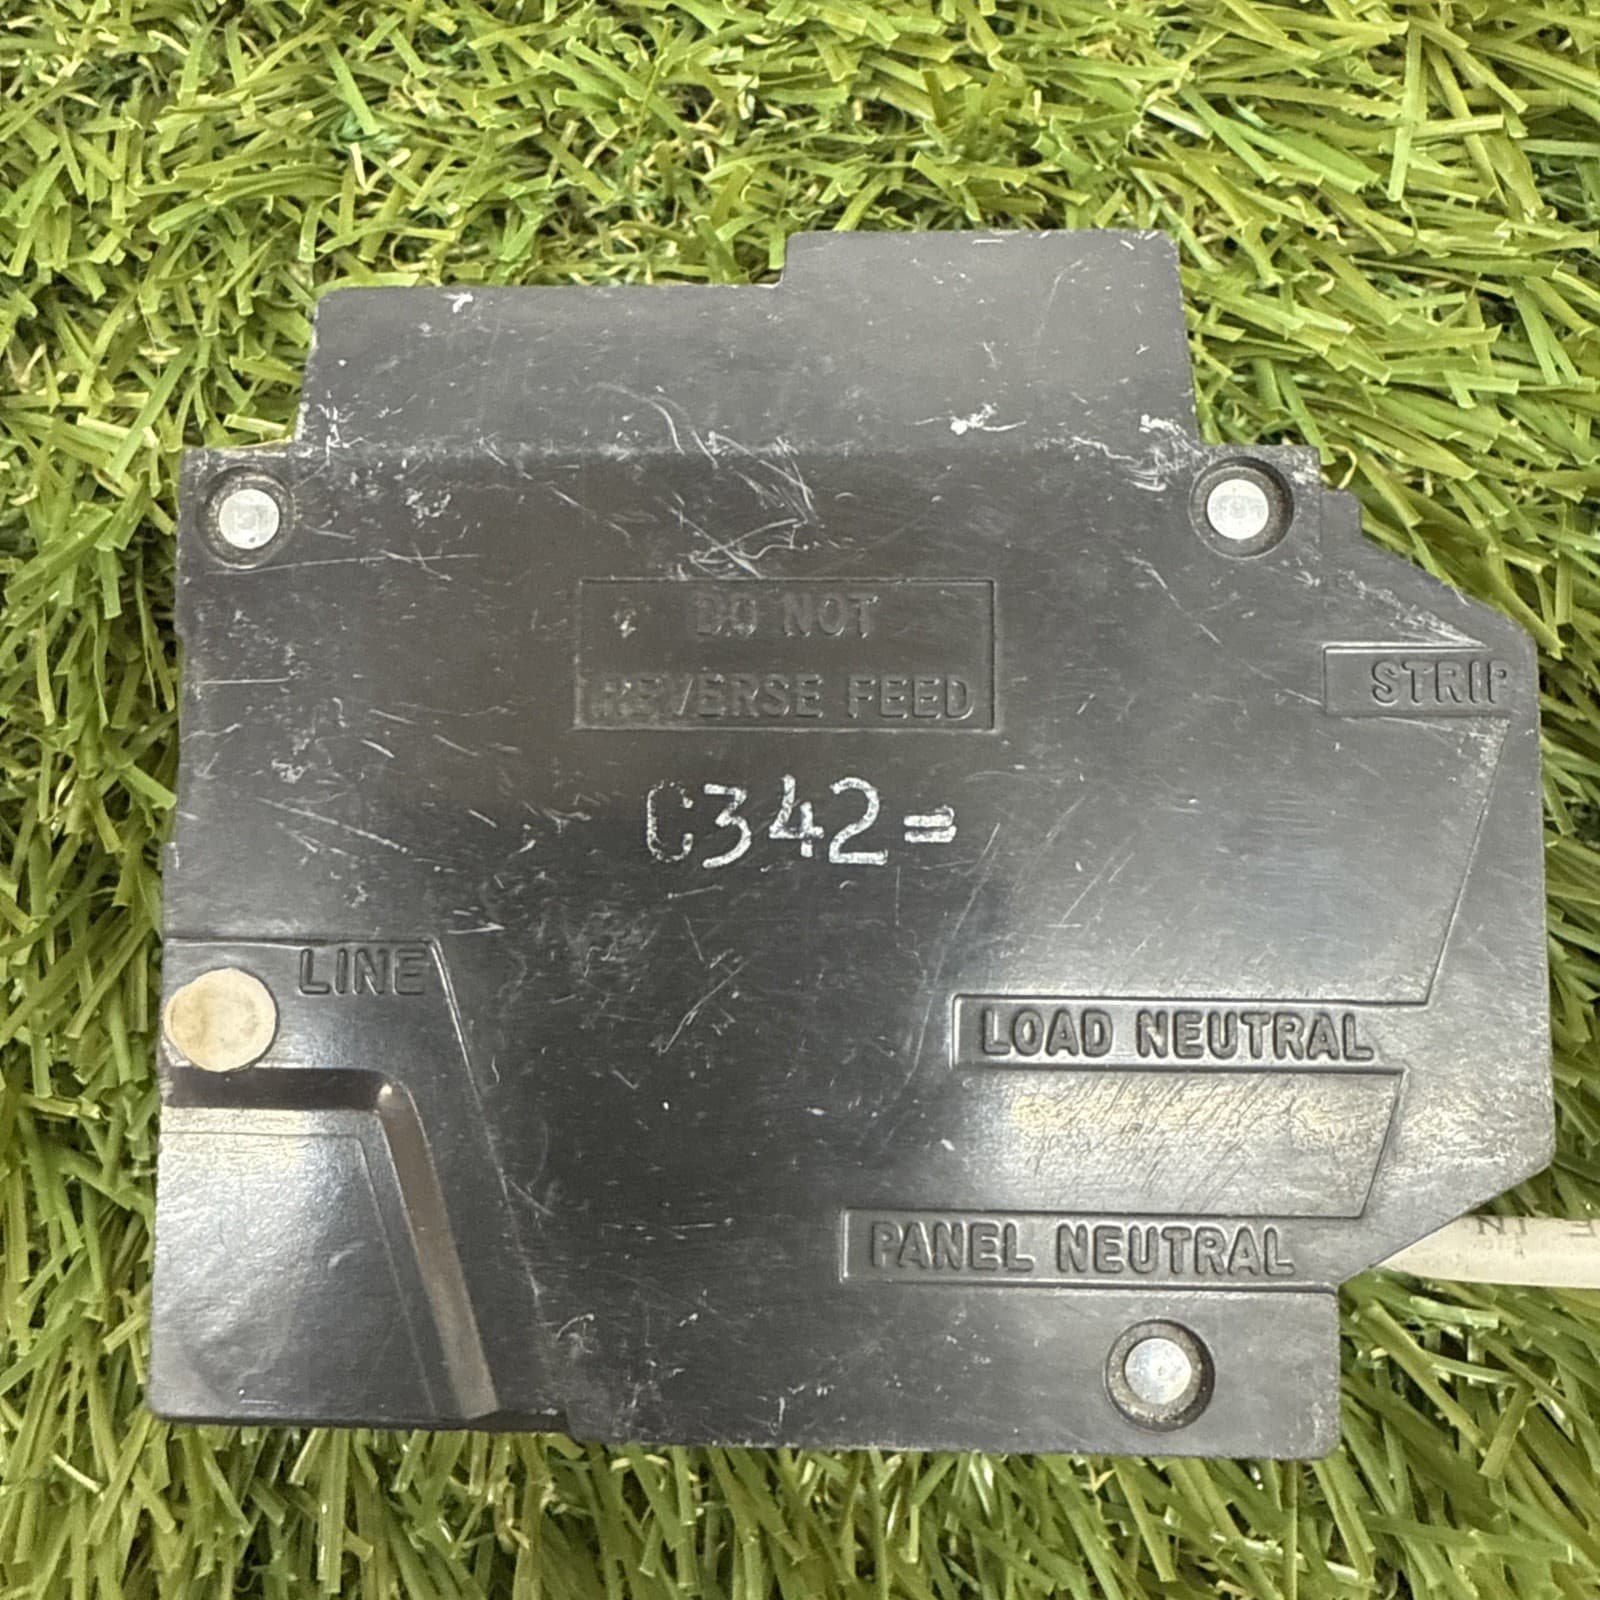 DO NOT
REVERSE FEED
STRIP
C342=
LINE
LOAD NEUTRAL
PANEL NEUTRAL